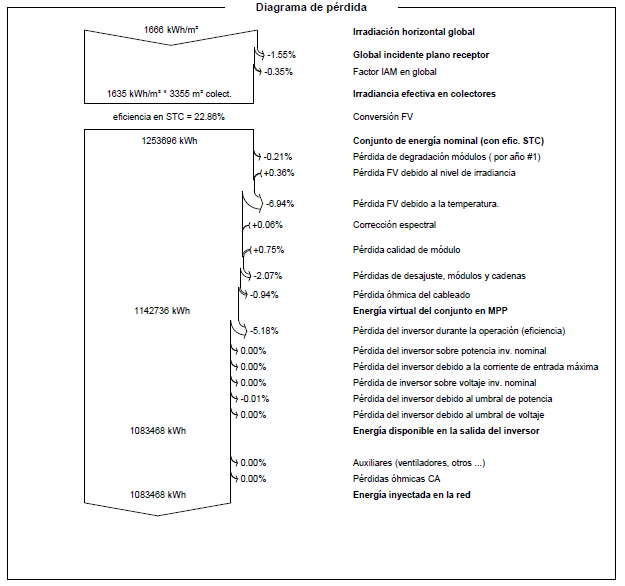 Diagrama de pérdida
1666 kWh/m² Irradiación horizontal global
-1.55% Global incidente plano receptor
-0.35% Factor IAM en global
1635 kWh/m² * 3355 m² colect. Irradiancia efectiva en colectores
eficiencia en STC = 22.86% Conversión FV
1253696 kWh Conjunto de energía nominal (con efic. STC)
-0.21% Pérdida de degradación módulos ( por año #1)
+0.36% Pérdida FV debido al nivel de irradiancia
-6.94% Pérdida FV debido a la temperatura.
+0.06% Corrección espectral
+0.75% Pérdida calidad de módulo
-2.07% Pérdidas de desajuste, módulos y cadenas
-0.94% Pérdida óhmica del cableado
1142736 kWh Energía virtual del conjunto en MPP
-5.18% Pérdida del inversor durante la operación (eficiencia)
0.00% Pérdida del inversor sobre potencia inv. nominal
0.00% Pérdida del inversor debido a la corriente de entrada máxima
0.00% Pérdida de inversor sobre voltaje inv. nominal
-0.01% Pérdida del inversor debido al umbral de potencia
0.00% Pérdida del inversor debido al umbral de voltaje
1083468 kWh Energía disponible en la salida del inversor
0.00% Auxiliares (ventiladores, otros ...)
0.00% Pérdidas óhmicas CA
1083468 kWh Energía inyectada en la red